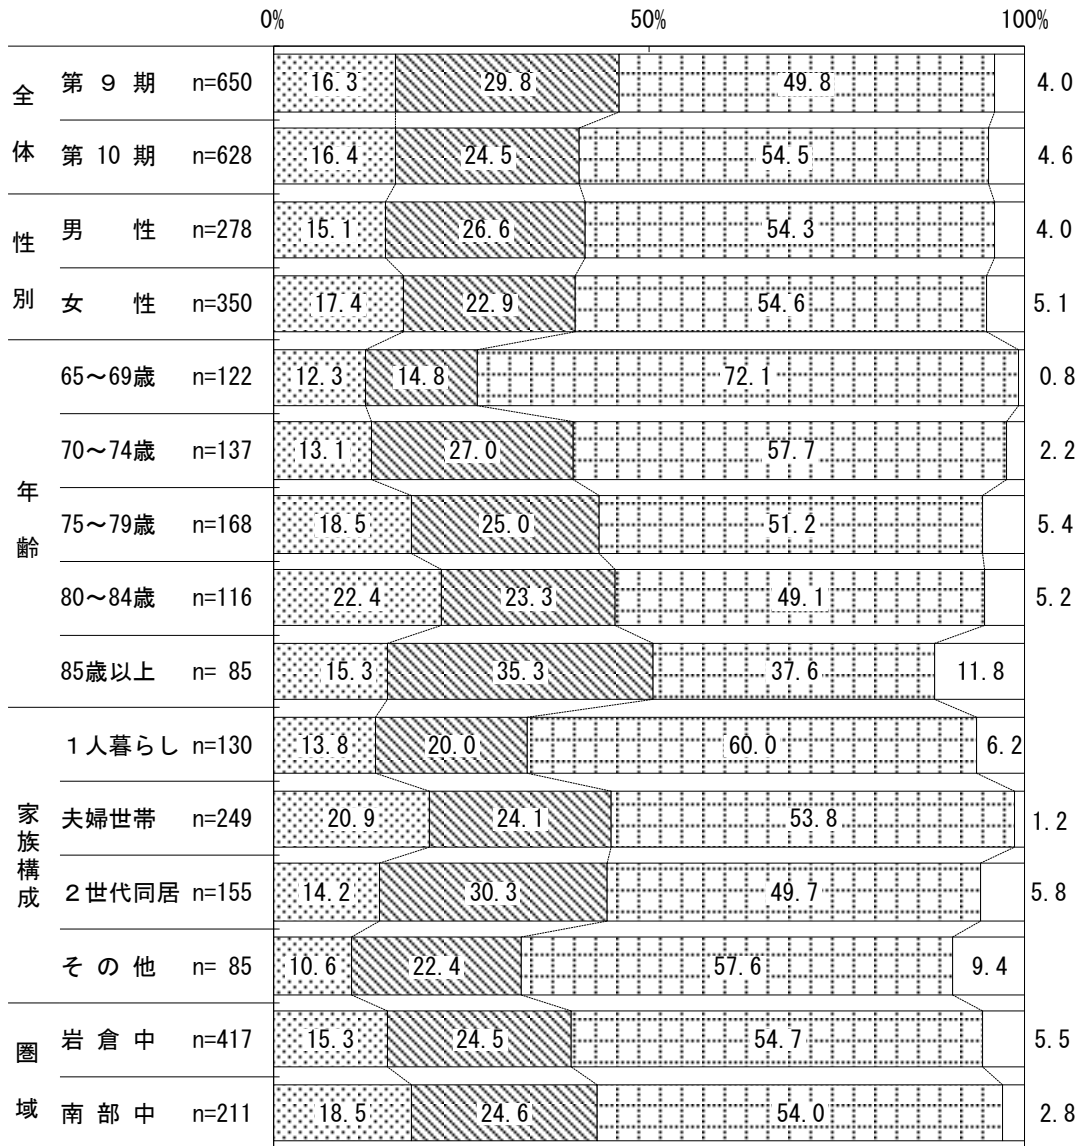 0% 50% 100%
全体
第 9 期 n=650 16.3 29.8 49.8 4.0
第 10 期 n=628 16.4 24.5 54.5 4.6
性別
男 性 n=278 15.1 26.6 54.3 4.0
女 性 n=350 17.4 22.9 54.6 5.1
年齢
65～69歳 n=122 12.3 14.8 72.1 0.8
70～74歳 n=137 13.1 27.0 57.7 2.2
75～79歳 n=168 18.5 25.0 51.2 5.4
80～84歳 n=116 22.4 23.3 49.1 5.2
85歳以上 n= 85 15.3 35.3 37.6 11.8
家族構成
１人暮らし n=130 13.8 20.0 60.0 6.2
夫婦世帯 n=249 20.9 24.1 53.8 1.2
２世代同居 n=155 14.2 30.3 49.7 5.8
そ の 他 n= 85 10.6 22.4 57.6 9.4
圏域
岩 倉 中 n=417 15.3 24.5 54.7 5.5
南 部 中 n=211 18.5 24.6 54.0 2.8